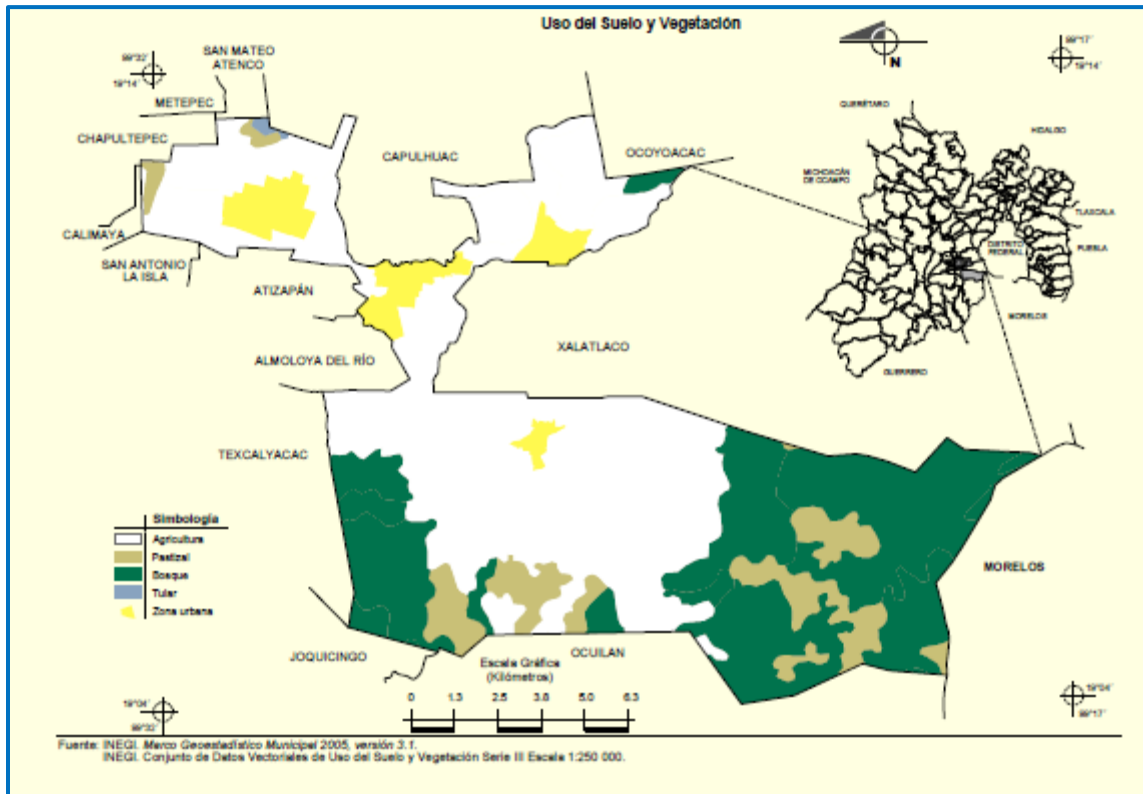 Uso del Suelo y Vegetación
99°32´
19°14´
SAN MATEO
ATENCO
METEPEC
CHAPULTEPEC
CAPULHUAC
OCOYOACAC
N
99°17´
19°14´
QUERÉTARO
HIDALGO
MICHOACÁN
DE OCAMPO
TLAXCALA
DISTRITO
FEDERAL
PUEBLA
MORELOS
GUERRERO
CALIMAYA
SAN ANTONIO
LA ISLA
ATIZAPÁN
ALMOLOYA DEL RÍO
XALATLACO
TEXCALYACAC
Simbología
Agricultura
Pastizal
Bosque
Tular
Zona urbana
MORELOS
JOQUICINGO
OCUILAN
Escala Gráfica
(Kilómetros)
0 1.3 2.5 3.8 5.0 6.3
19°04´
99°32´
19°04´
99°17´
Fuente: INEGI. Marco Geoestadístico Municipal 2005, versión 3.1.
INEGI. Conjunto de Datos Vectoriales de Uso del Suelo y Vegetación Serie III Escala 1:250 000.